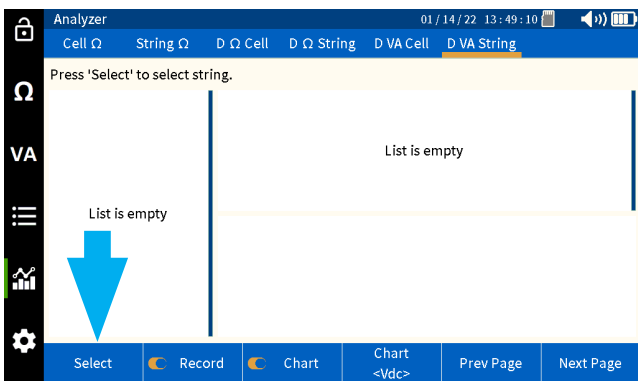 Analyzer 01/14/22 13:49:10
Cell Ω String Ω D Ω Cell D Ω String D VA Cell D VA String
Press 'Select' to select string.
Ω
List is empty
VA
List is empty
Select Record Chart Chart Prev Page Next Page
<Vdc>